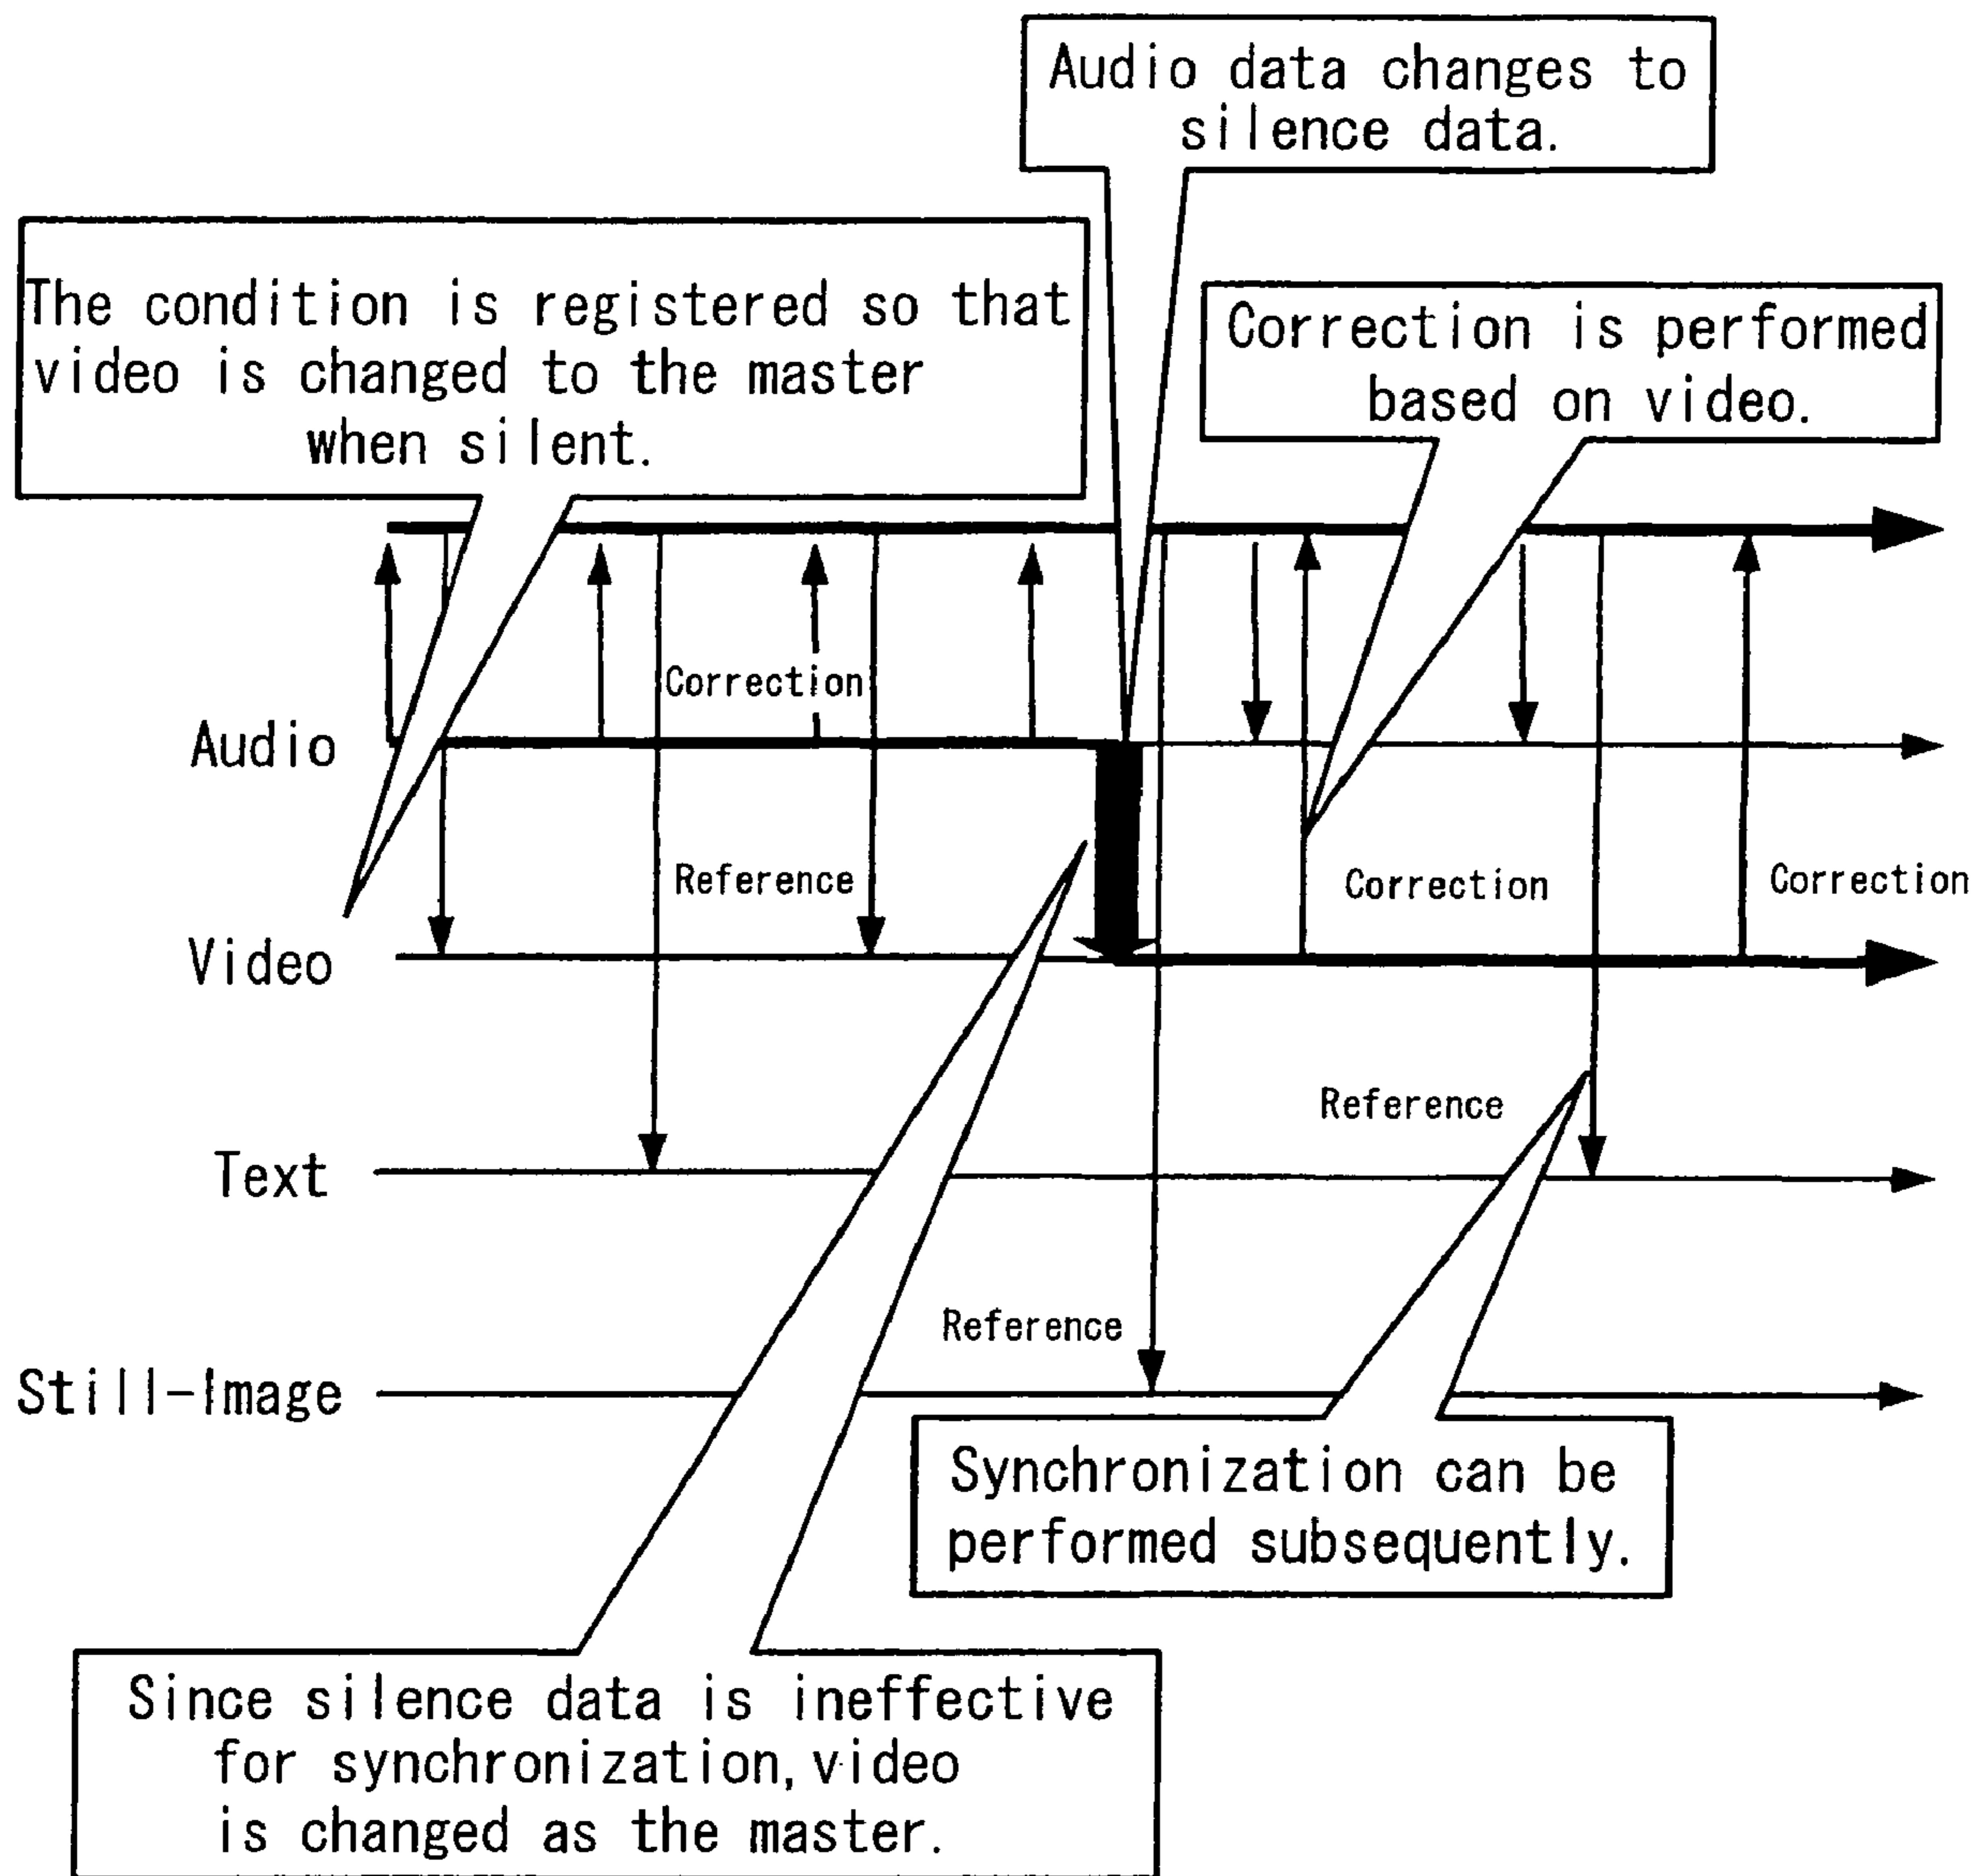 Audio data changes to
silence data.
The condition is registered so that
video is changed to the master
when silent.
Correction is performed
based on video.
Correction
Audio
Reference
Correction
Correction
Video
Reference
Text
Reference
Still-Image
Synchronization can be
performed subsequently.
Since silence data is ineffective
for synchronization, video
is changed as the master.